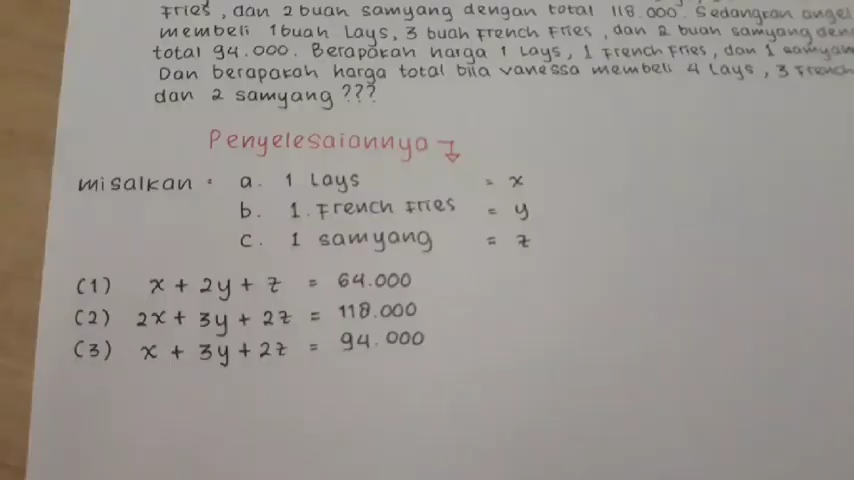 Fries, dan 2 buah samyang dengan total 118.000. Sedangkan angel
membeli 1 buah Lays, 3 buah French Fries, dan 2 buah samyang den
total 94.000. Berapakah harga 1 Lays, 1 French Fries, dan 1 samyan
Dan berapakah harga total bila vanessa membeli 4 Lays, 3 French
dan 2 samyang ???
Penyelesaiannya
misalkan : a. 1 Lays = x
b. 1. French Fries = y
c. 1 samyang = z
(1) x + 2y + z = 64.000
(2) 2x + 3y + 2z = 118.000
(3) x + 3y + 2z = 94.000